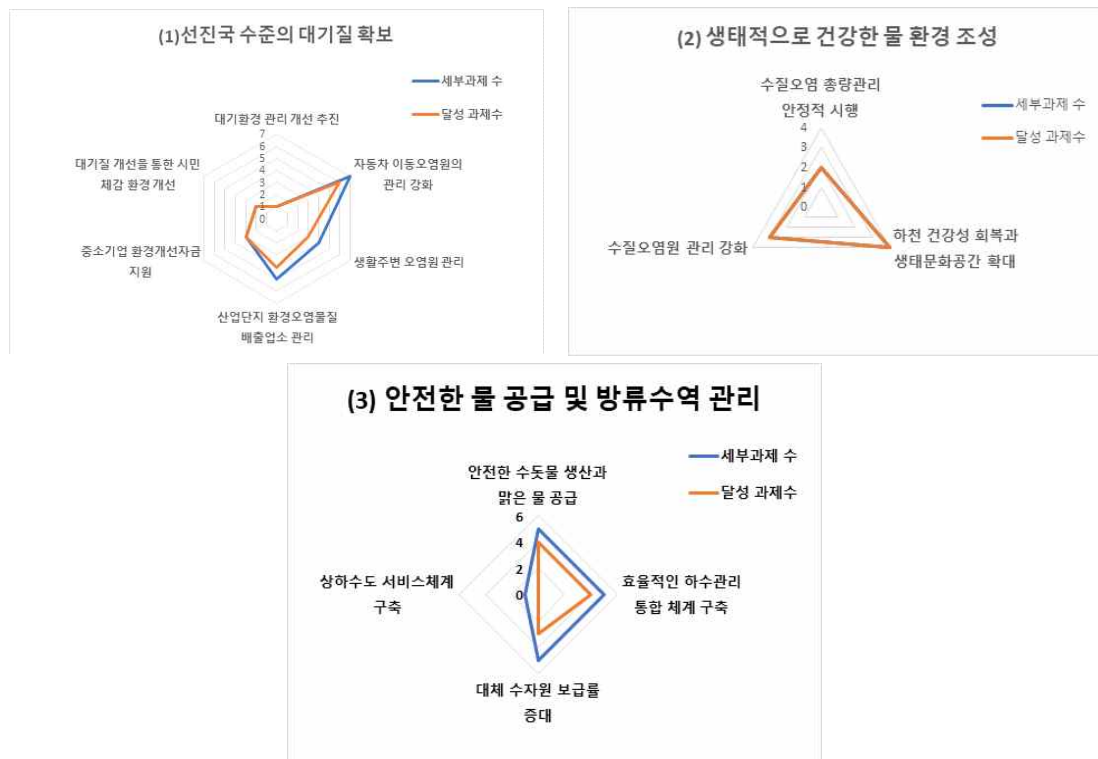 (1)선진국 수준의 대기질 확보
세부과제 수
달성 과제수
대기환경 관리 개선 추진
7
6
5
4
3
2
1
0
자동차 이동오염원의
관리 강화
생활주변 오염원 관리
산업단지 환경오염물질
배출업소 관리
중소기업 환경개선자금
지원
대기질 개선을 통한 시민
체감 환경 개선
(2) 생태적으로 건강한 물 환경 조성
세부과제 수
달성 과제수
수질오염 총량관리
안정적 시행
4
3
2
1
0
하천 건강성 회복과
생태문화공간 확대
수질오염원 관리 강화
(3) 안전한 물 공급 및 방류수역 관리
세부과제 수
달성 과제수
안전한 수돗물 생산과
맑은 물 공급
6
4
2
0
효율적인 하수관리
통합 체계 구축
대체 수자원 보급률
증대
상하수도 서비스체계
구축